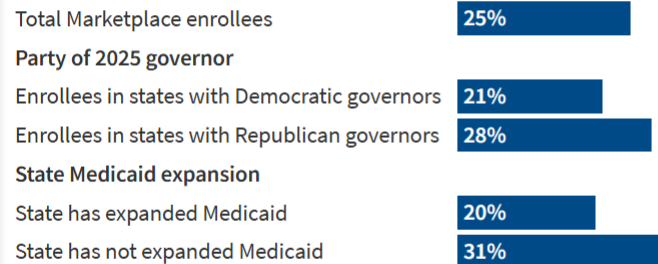 Total Marketplace enrollees 25%
Party of 2025 governor
Enrollees in states with Democratic governors 21%
Enrollees in states with Republican governors 28%
State Medicaid expansion
State has expanded Medicaid 20%
State has not expanded Medicaid 31%